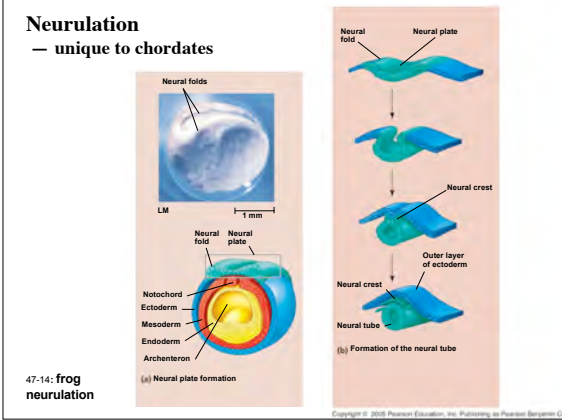 Neurulation
— unique to chordates
Neural folds
LM
1 mm
Neural
fold
Neural
plate
Notochord
Ectoderm
Mesoderm
Endoderm
Archenteron
(a) Neural plate formation
47-14: frog
neurulation
Neural
fold
Neural plate
Neural crest
Outer layer
of ectoderm
Neural crest
Neural tube
(b) Formation of the neural tube
Copyright © 2005 Pearson Education, Inc. Publishing as Pearson Benjamin C